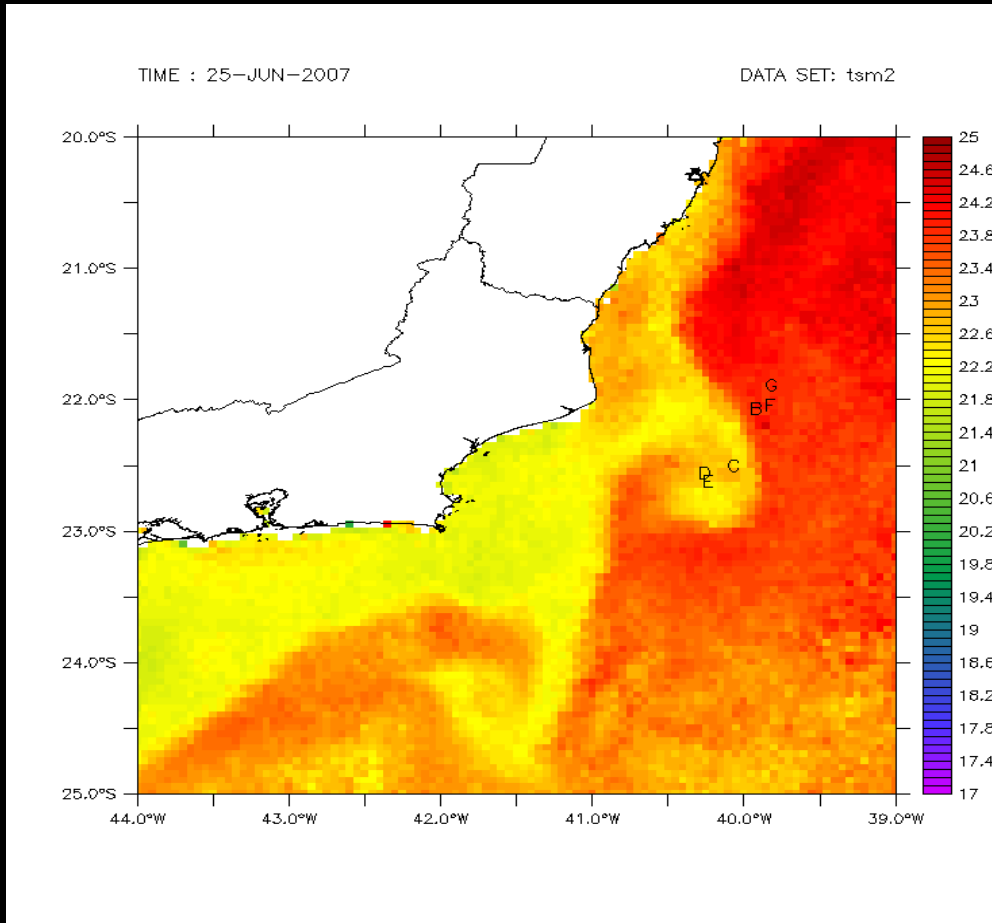 TIME : 25-JUN-2007
DATA SET: tsm2
20.0°S
21.0°S
22.0°S
23.0°S
24.0°S
25.0°S
44.0°W
43.0°W
42.0°W
41.0°W
40.0°W
39.0°W
G
F
B
C
D
E
25
24.6
24.2
23.8
23.4
23
22.6
22.2
21.8
21.4
21
20.6
20.2
19.8
19.4
19
18.6
18.2
17.8
17.4
17